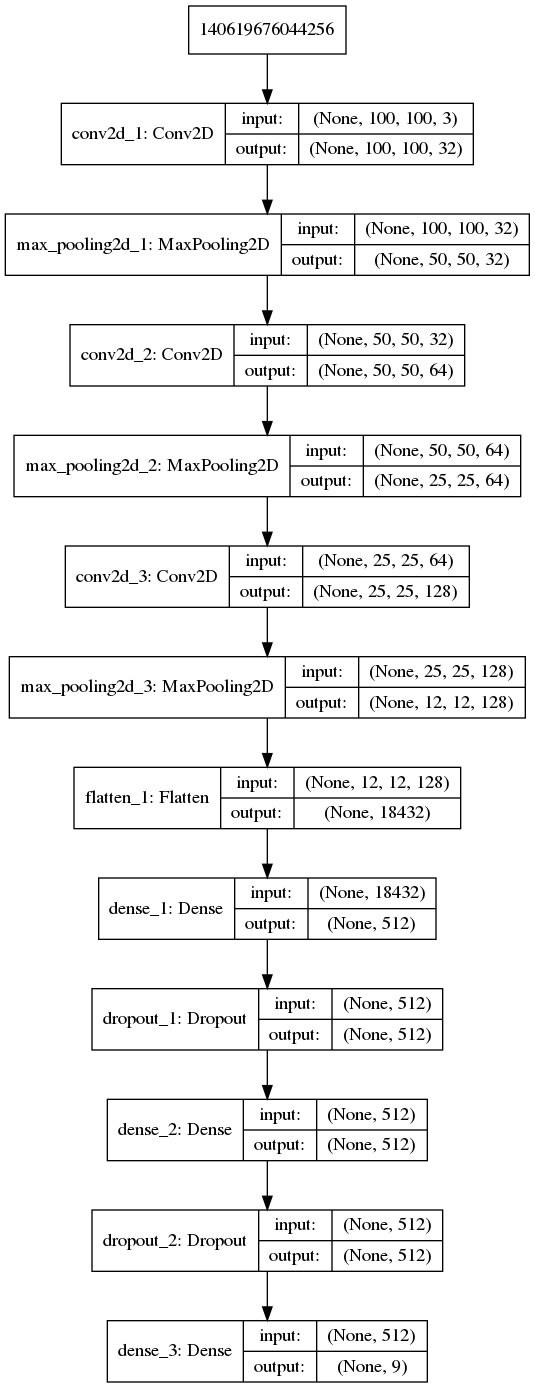 140619676044256
conv2d_1: Conv2D
input: (None, 100, 100, 3)
output: (None, 100, 100, 32)
max_pooling2d_1: MaxPooling2D
input: (None, 100, 100, 32)
output: (None, 50, 50, 32)
conv2d_2: Conv2D
input: (None, 50, 50, 32)
output: (None, 50, 50, 64)
max_pooling2d_2: MaxPooling2D
input: (None, 50, 50, 64)
output: (None, 25, 25, 64)
conv2d_3: Conv2D
input: (None, 25, 25, 64)
output: (None, 25, 25, 128)
max_pooling2d_3: MaxPooling2D
input: (None, 25, 25, 128)
output: (None, 12, 12, 128)
flatten_1: Flatten
input: (None, 12, 12, 128)
output: (None, 18432)
dense_1: Dense
input: (None, 18432)
output: (None, 512)
dropout_1: Dropout
input: (None, 512)
output: (None, 512)
dense_2: Dense
input: (None, 512)
output: (None, 512)
dropout_2: Dropout
input: (None, 512)
output: (None, 512)
dense_3: Dense
input: (None, 512)
output: (None, 9)